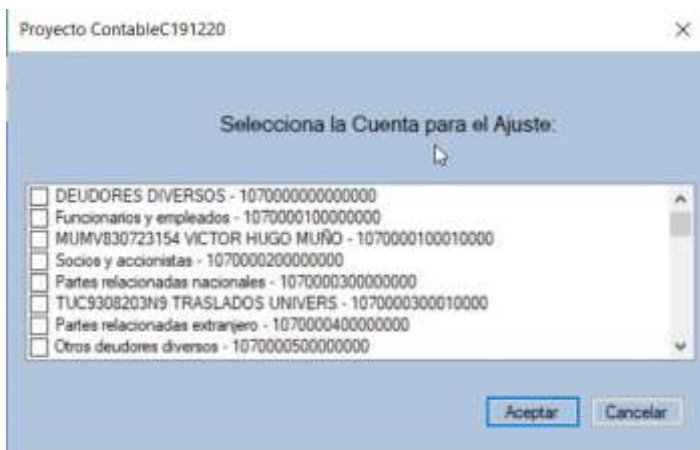 Proyecto ContableC191220
Selecciona la Cuenta para el Ajuste:
DEUDORES DIVERSOS - 1070000000000000
Funcionarios y empleados - 1070000100000000
MUMV830723154 VICTOR HUGO MUÑO - 1070000100010000
Socios y accionistas - 1070000200000000
Partes relacionadas nacionales - 1070000300000000
TUC9308203N9 TRASLADOS UNIVERS - 1070000300010000
Partes relacionadas extranjero - 1070000400000000
Otros deudores diversos - 1070000500000000
Aceptar Cancelar